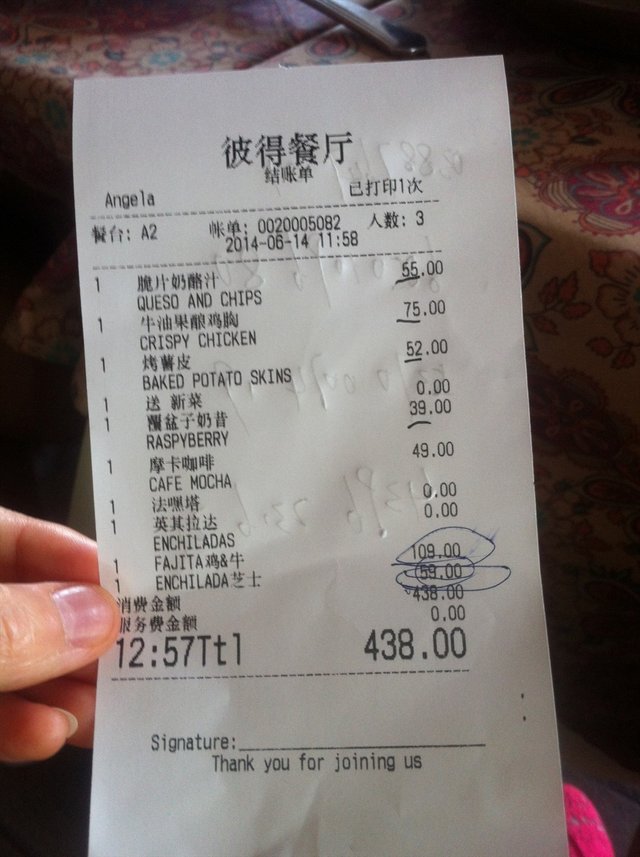 彼得餐厅
结账单
Angela 已打印1次
餐台: A2 帐单: 0020005082 人数: 3
2014-06-14 11:58
1 脆片奶酪汁 55.00
QUESO AND CHIPS
1 牛油果酿鸡胸 75.00
CRISPY CHICKEN
1 烤薯皮 52.00
BAKED POTATO SKINS
1 送 新菜 0.00
1 覆盆子奶昔 39.00
RASPYBERRY
1 摩卡咖啡 49.00
CAFE MOCHA
1 法嘿塔 0.00
1 英其拉达 0.00
ENCHILADAS
1 FAJITA鸡&牛 109.00
1 ENCHILADA芝士 59.00
消费金额 438.00
服务费金额 0.00
12:57Ttl 438.00
Signature:
Thank you for joining us